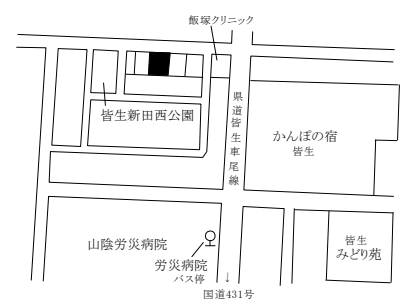 飯塚クリニック
皆生新田西公園
県道皆生車尾線
かんぽの宿
皆生
山陰労災病院
労災病院
バス停
皆生
みどり苑
↓
国道431号